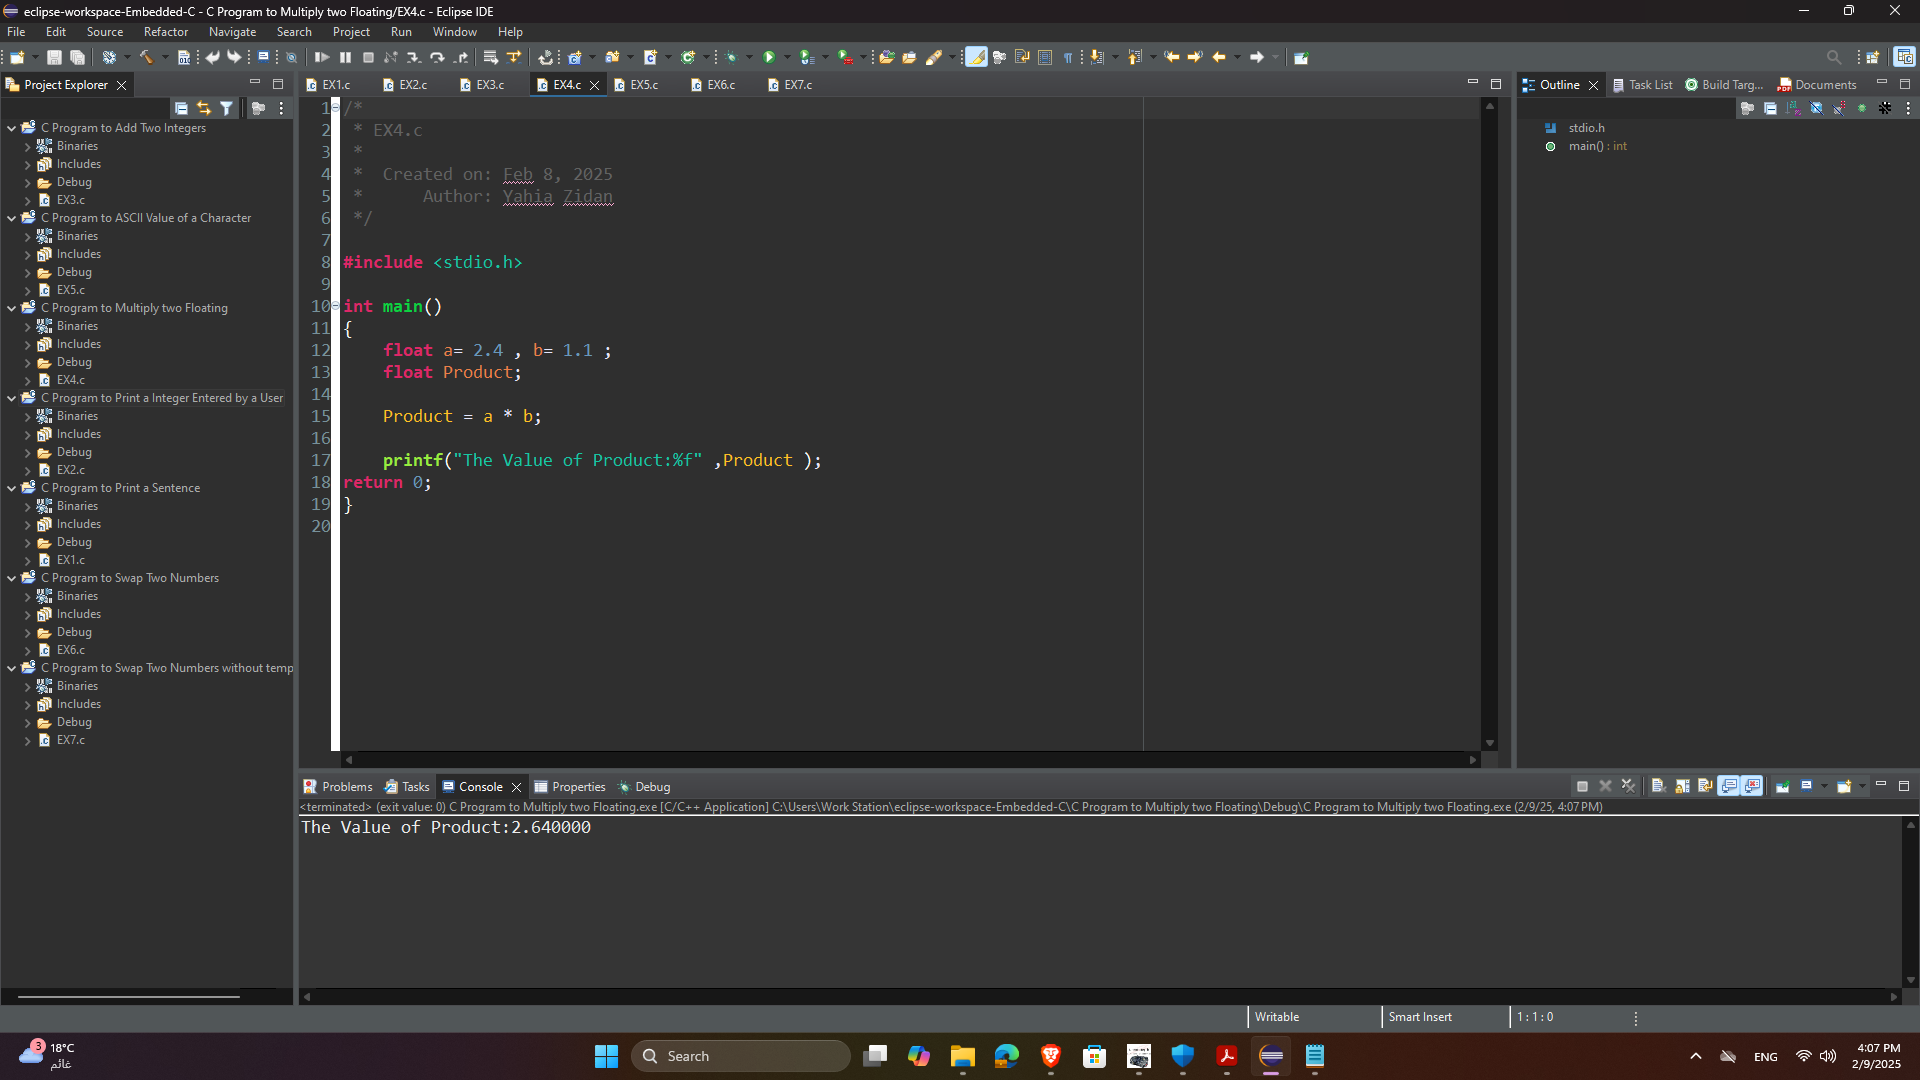 eclipse-workspace-Embedded-C - C Program to Multiply two Floating/EX4.c - Eclipse IDE
File Edit Source Refactor Navigate Search Project Run Window Help
Project Explorer
EX1.c EX2.c EX3.c EX4.c EX5.c EX6.c EX7.c
Outline Task List Build Targ... Documents
C Program to Add Two Integers
Binaries
Includes
Debug
EX3.c
C Program to ASCII Value of a Character
Binaries
Includes
Debug
EX5.c
C Program to Multiply two Floating
Binaries
Includes
Debug
EX4.c
C Program to Print a Integer Entered by a User
Binaries
Includes
Debug
EX2.c
C Program to Print a Sentence
Binaries
Includes
Debug
EX1.c
C Program to Swap Two Numbers
Binaries
Includes
Debug
EX6.c
C Program to Swap Two Numbers without temp
Binaries
Includes
Debug
EX7.c
1 /*
2 * EX4.c
3 *
4 * Created on: Feb 8, 2025
5 * Author: Yahia Zidan
6 */
7
8 #include <stdio.h>
9
10 int main()
11 {
12 float a= 2.4 , b= 1.1 ;
13 float Product;
14
15 Product = a * b;
16
17 printf("The Value of Product:%f" ,Product );
18 return 0;
19 }
20
stdio.h
main() : int
Problems Tasks Console Properties Debug
<terminated> (exit value: 0) C Program to Multiply two Floating.exe [C/C++ Application] C:\Users\Work Station\eclipse-workspace-Embedded-C\C Program to Multiply two Floating\Debug\C Program to Multiply two Floating.exe (2/9/25, 4:07 PM)
The Value of Product:2.640000
Writable Smart Insert 1 : 1 : 0
3
18°C
غائم
Search
ENG
4:07 PM
2/9/2025